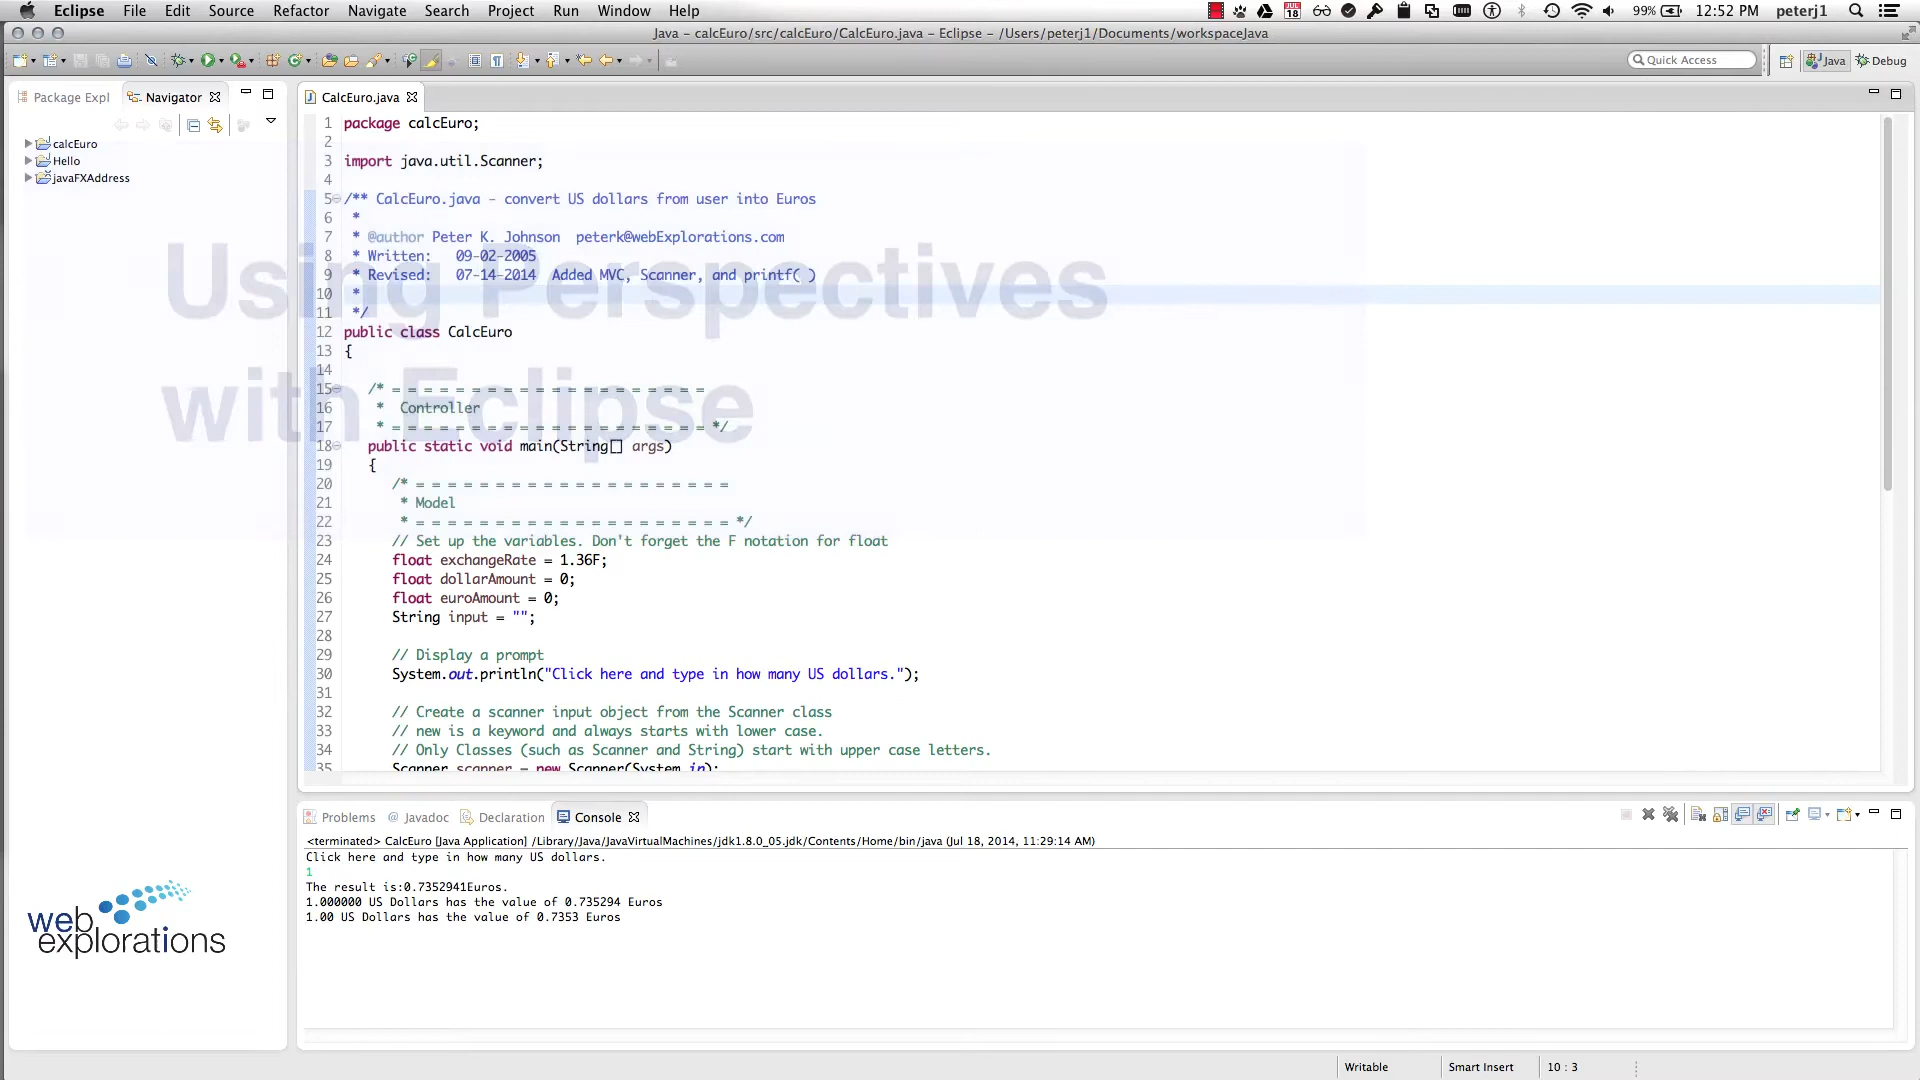 Eclipse File Edit Source Refactor Navigate Search Project Run Window Help JUL 18 99% 12:52 PM peterj1
Java - calcEuro/src/calcEuro/CalcEuro.java - Eclipse - /Users/peterj1/Documents/workspaceJava
Quick Access Java Debug
Package Expl Navigator
calcEuro
Hello
javaFXAddress
CalcEuro.java
1 package calcEuro;
2
3 import java.util.Scanner;
4
5 /** CalcEuro.java - convert US dollars from user into Euros
6 *
7 * @author Peter K. Johnson peterk@webExplorations.com
8 * Written: 09-02-2005
9 * Revised: 07-14-2014 Added MVC, Scanner, and printf( )
10 *
11 */
12 public class CalcEuro
13 {
14
15 /* = = = = = = = = = = = = = = = = = = = =
16 * Controller
17 * = = = = = = = = = = = = = = = = = = = = */
18 public static void main(String[] args)
19 {
20 /* = = = = = = = = = = = = = = = = = = = =
21 * Model
22 * = = = = = = = = = = = = = = = = = = = = */
23 // Set up the variables. Don't forget the F notation for float
24 float exchangeRate = 1.36F;
25 float dollarAmount = 0;
26 float euroAmount = 0;
27 String input = "";
28
29 // Display a prompt
30 System.out.println("Click here and type in how many US dollars.");
31
32 // Create a scanner input object from the Scanner class
33 // new is a keyword and always starts with lower case.
34 // Only Classes (such as Scanner and String) start with upper case letters.
35 Scanner scanner = new Scanner(System.in);
Using Perspectives
with Eclipse
Problems @ Javadoc Declaration Console
<terminated> CalcEuro [Java Application] /Library/Java/JavaVirtualMachines/jdk1.8.0_05.jdk/Contents/Home/bin/java (Jul 18, 2014, 11:29:14 AM)
Click here and type in how many US dollars.
1
The result is:0.7352941Euros.
1.000000 US Dollars has the value of 0.735294 Euros
1.00 US Dollars has the value of 0.7353 Euros
web
explorations
Writable Smart Insert 10 : 3